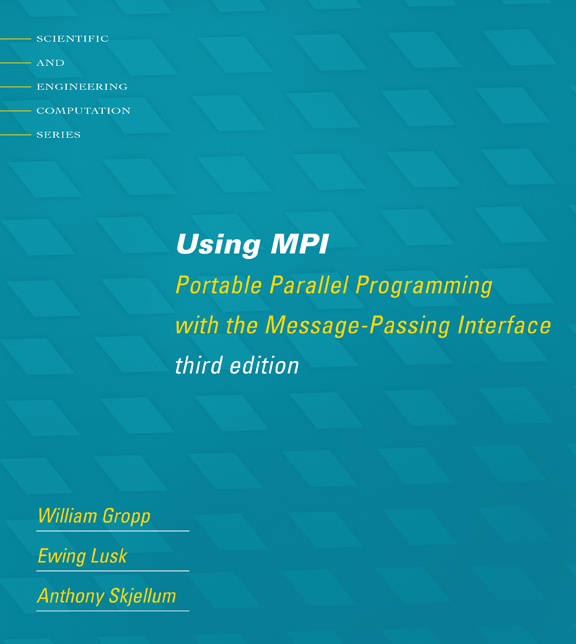 SCIENTIFIC
AND
ENGINEERING
COMPUTATION
SERIES
Using MPI
Portable Parallel Programming
with the Message-Passing Interface
third edition
William Gropp
Ewing Lusk
Anthony Skjellum